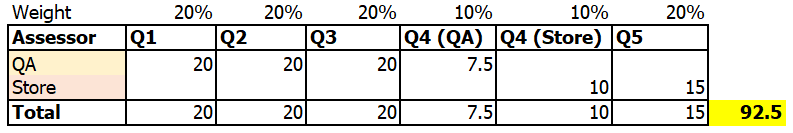 Weight 20% 20% 20% 10% 10% 20%
Assessor Q1 Q2 Q3 Q4 (QA) Q4 (Store) Q5
QA 20 20 20 7.5
Store 10 15
Total 20 20 20 7.5 10 15 92.5